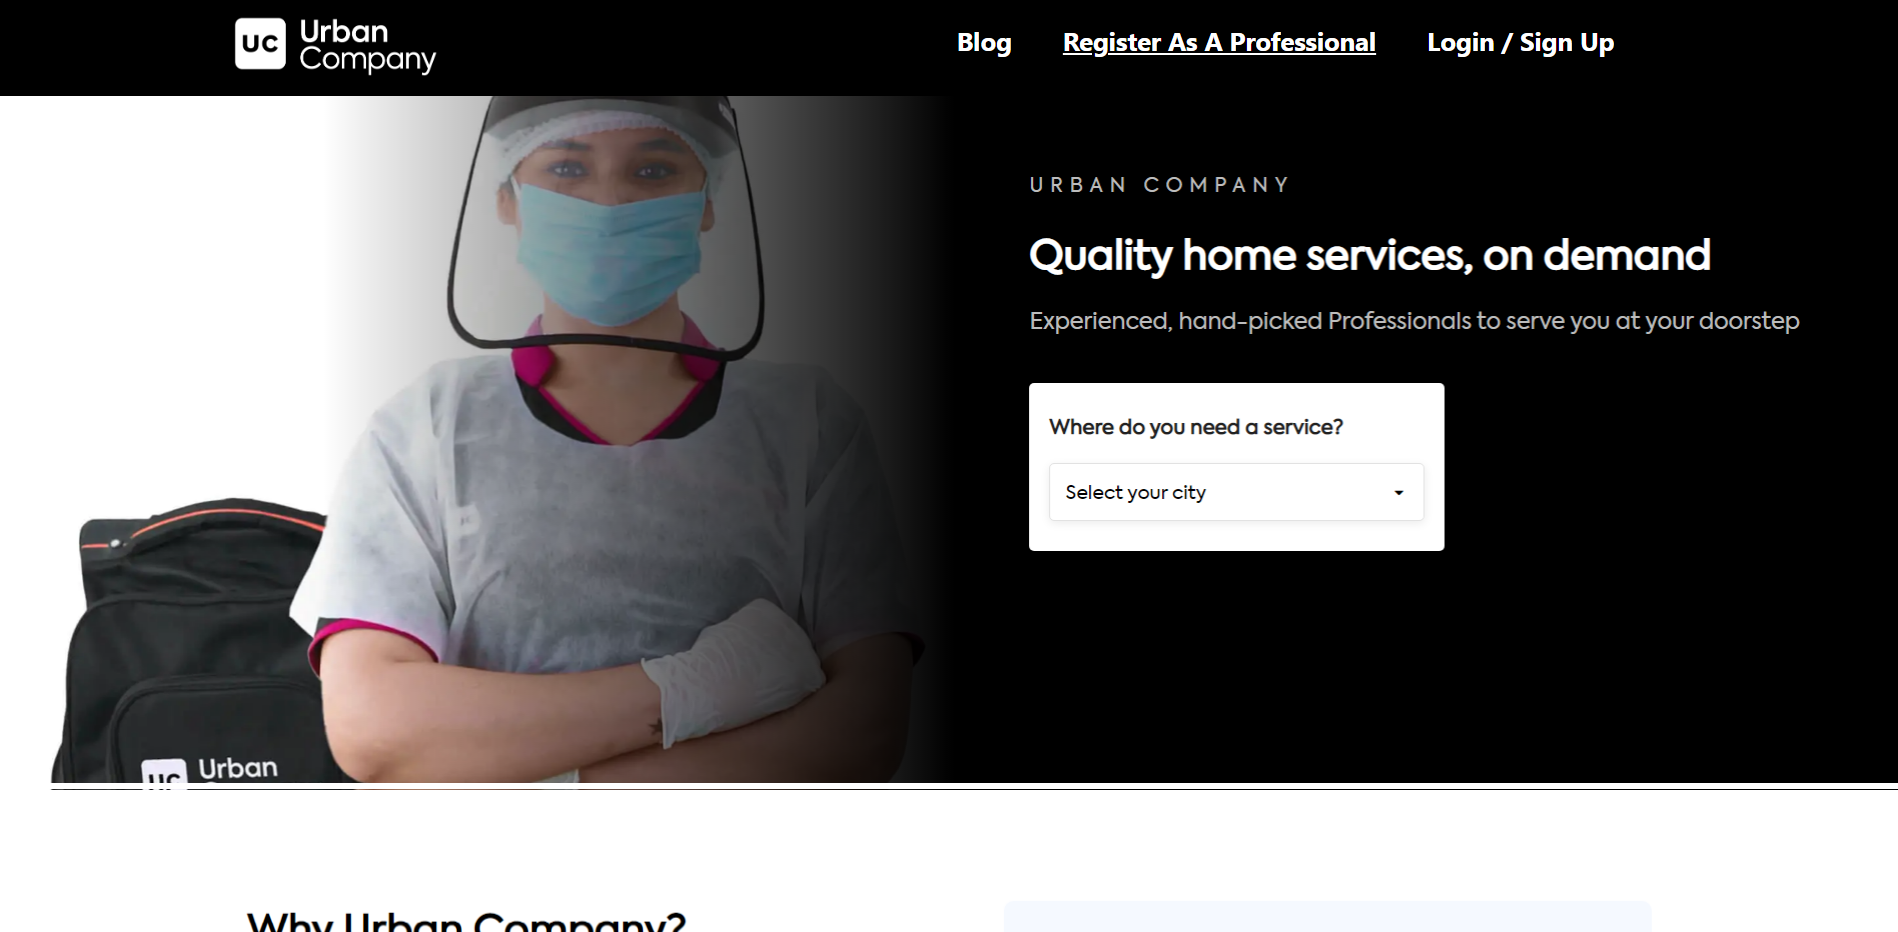 UC Urban
Company
Blog
Register As A Professional
Login / Sign Up
URBAN COMPANY
Quality home services, on demand
Experienced, hand-picked Professionals to serve you at your doorstep
Where do you need a service?
Select your city
UC Urban
Why Urban Company?